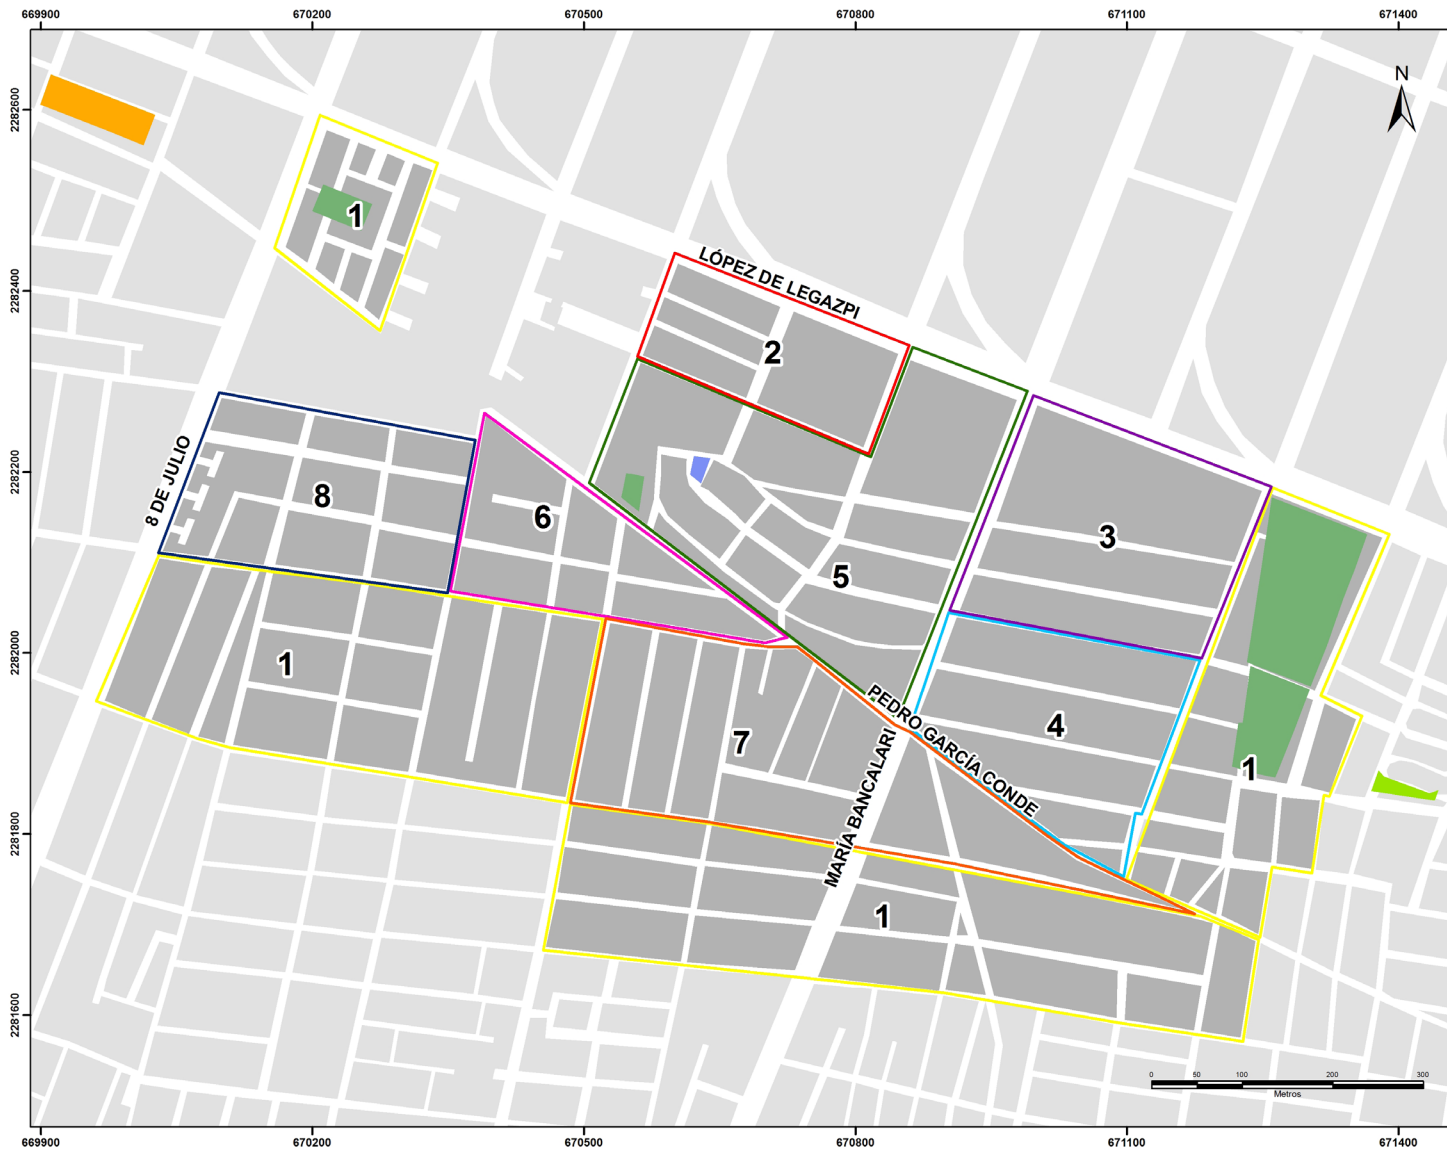 669900 670200 670500 670800 671100 671400
N
2282600
1
LÓPEZ DE LEGAZPI
2282400
2
2282200
8 DE JULIO
8
6
3
5
2282000
1
PEDRO GARCÍA CONDE
4
7
1
MARÍA BANCALARI
2281800
1
2281600
0 50 100 200 300
Metros
669900 670200 670500 670800 671100 671400